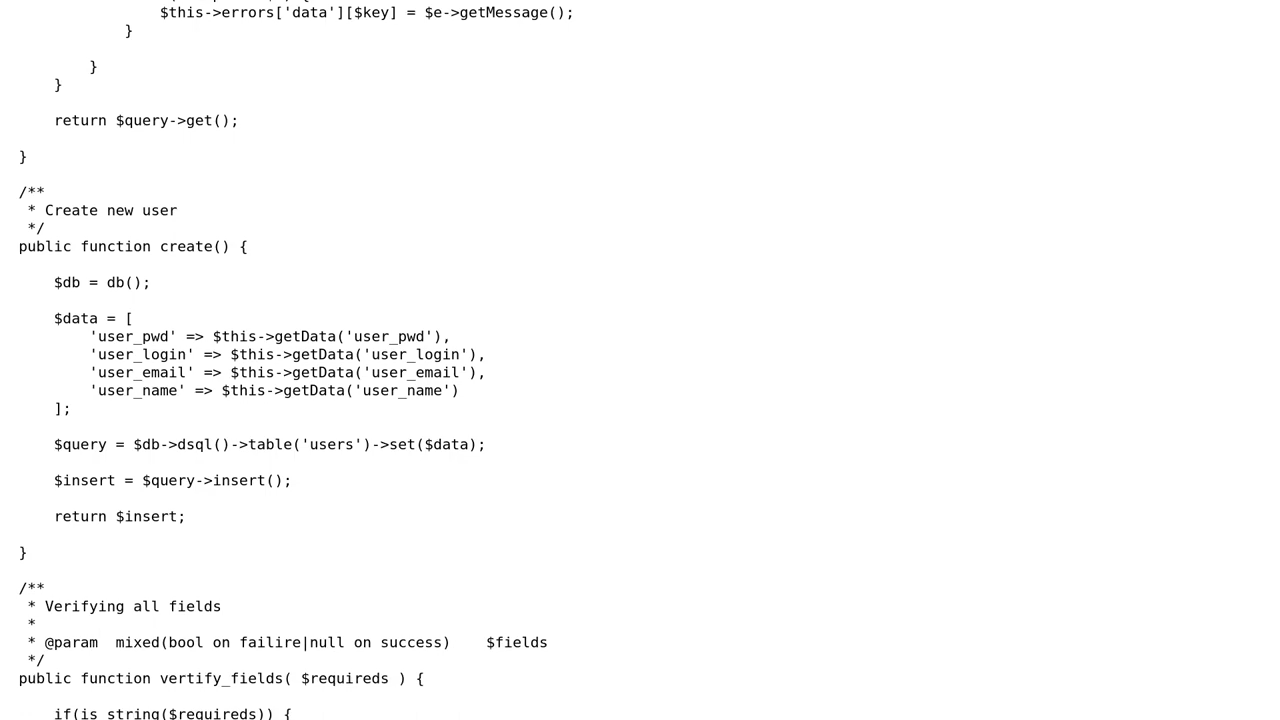 $this->errors['data'][$key] = $e->getMessage();
            }

        }
    }

    return $query->get();

}

/**
 * Create new user
 */
public function create() {

    $db = db();

    $data = [
        'user_pwd' => $this->getData('user_pwd'),
        'user_login' => $this->getData('user_login'),
        'user_email' => $this->getData('user_email'),
        'user_name' => $this->getData('user_name')
    ];

    $query = $db->dsql()->table('users')->set($data);

    $insert = $query->insert();

    return $insert;

}

/**
 * Verifying all fields
 *
 * @param  mixed(bool on failire|null on success)    $fields
 */
public function vertify_fields( $requireds ) {

    if(is_string($requireds)) {